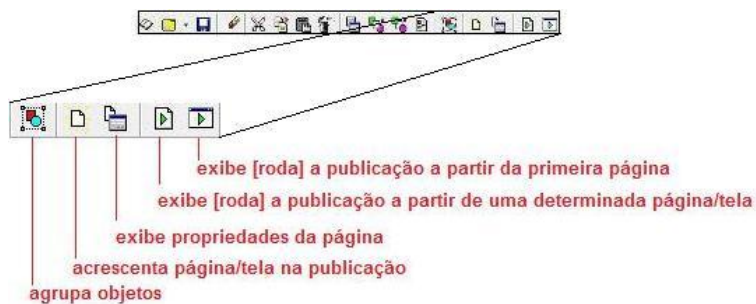 exibe [roda] a publicação a partir da primeira página
exibe [roda] a publicação a partir de uma determinada página/tela
exibe propriedades da página
acrescenta página/tela na publicação
agrupa objetos